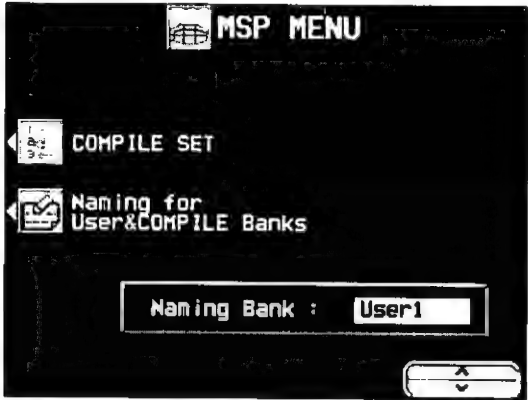 MSP MENU
COMPILE SET
Naming for
User&COMPILE Banks
Naming Bank : User1